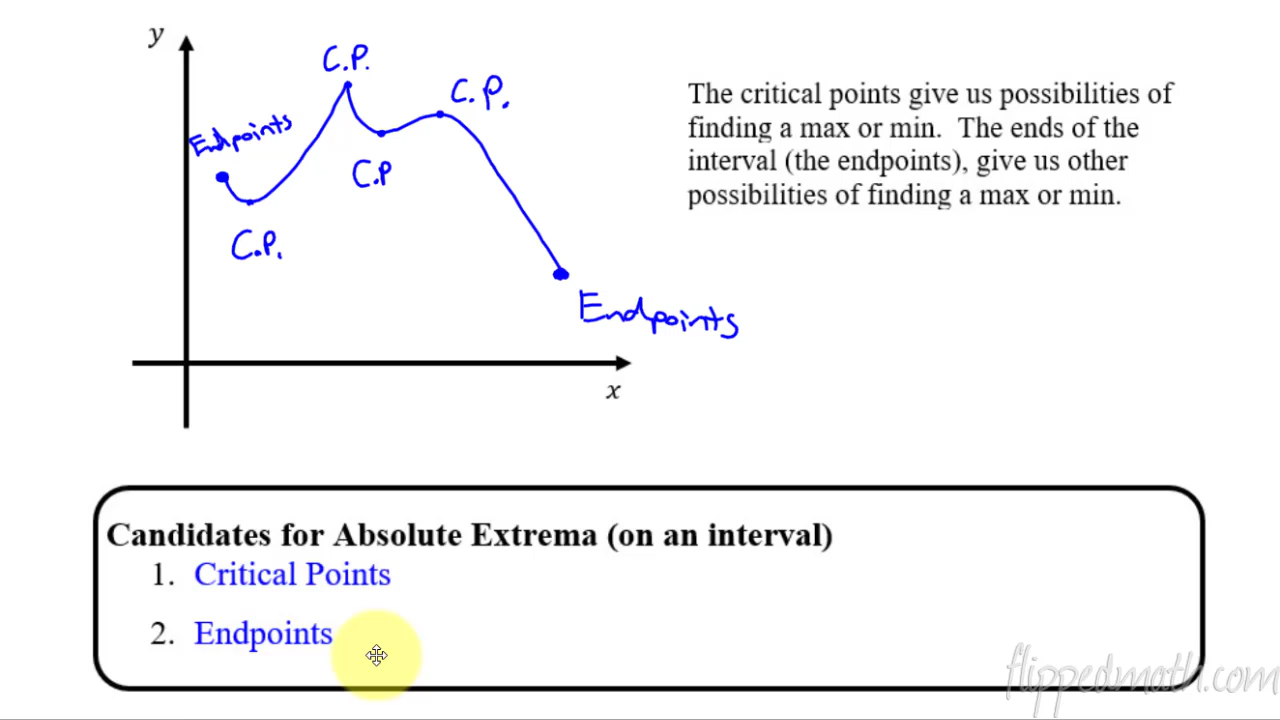 y
C.P.
C.P.
Endpoints
C.P
C.P.
Endpoints
x
The critical points give us possibilities of
finding a max or min. The ends of the
interval (the endpoints), give us other
possibilities of finding a max or min.
Candidates for Absolute Extrema (on an interval)
1. Critical Points
2. Endpoints
flippedmath.com